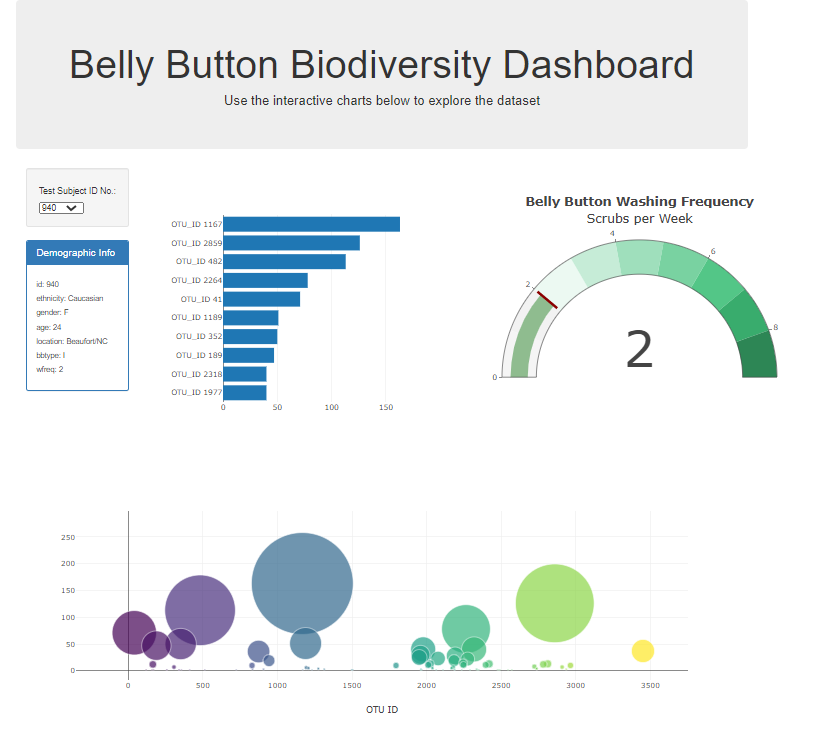 Belly Button Biodiversity Dashboard
Use the interactive charts below to explore the dataset
Test Subject ID No.:
940
Demographic Info
id: 940
ethnicity: Caucasian
gender: F
age: 24
location: Beaufort/NC
bbtype: I
wfreq: 2
OTU_ID 1167
OTU_ID 2859
OTU_ID 482
OTU_ID 2264
OTU_ID 41
OTU_ID 1189
OTU_ID 352
OTU_ID 189
OTU_ID 2318
OTU_ID 1977
0 50 100 150
Belly Button Washing Frequency
Scrubs per Week
0
2
4
6
8
2
250
200
150
100
50
0
0 500 1000 1500 2000 2500 3000 3500
OTU ID